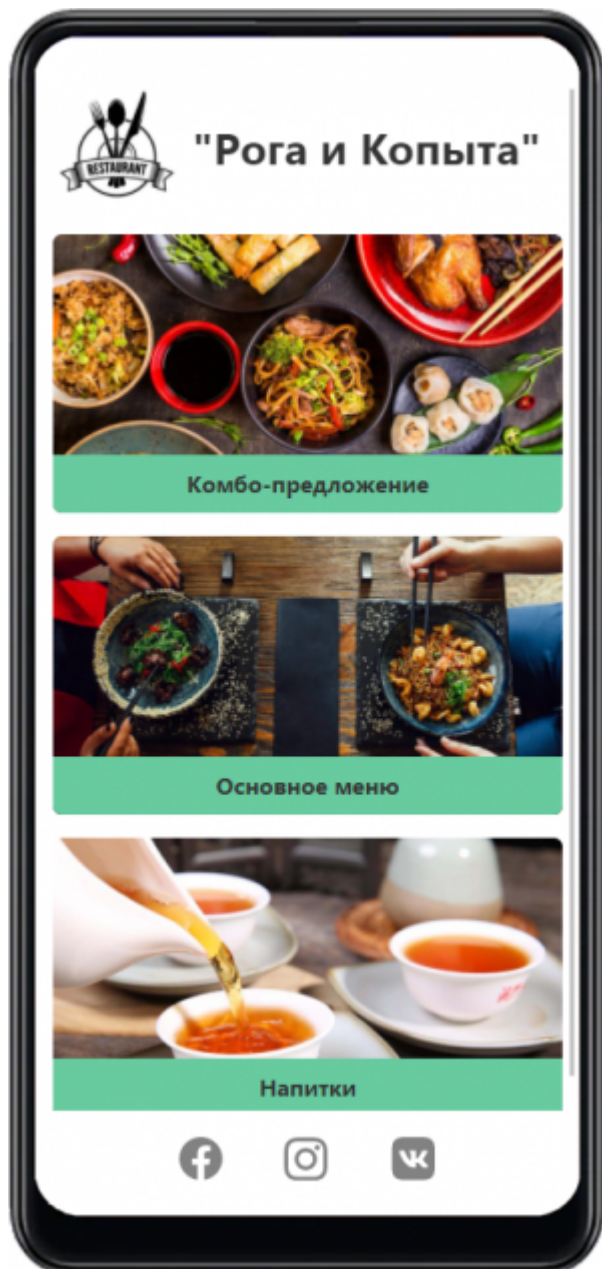 RESTAURANT
"Рога и Копыта"
Комбо-предложение
Основное меню
Напитки